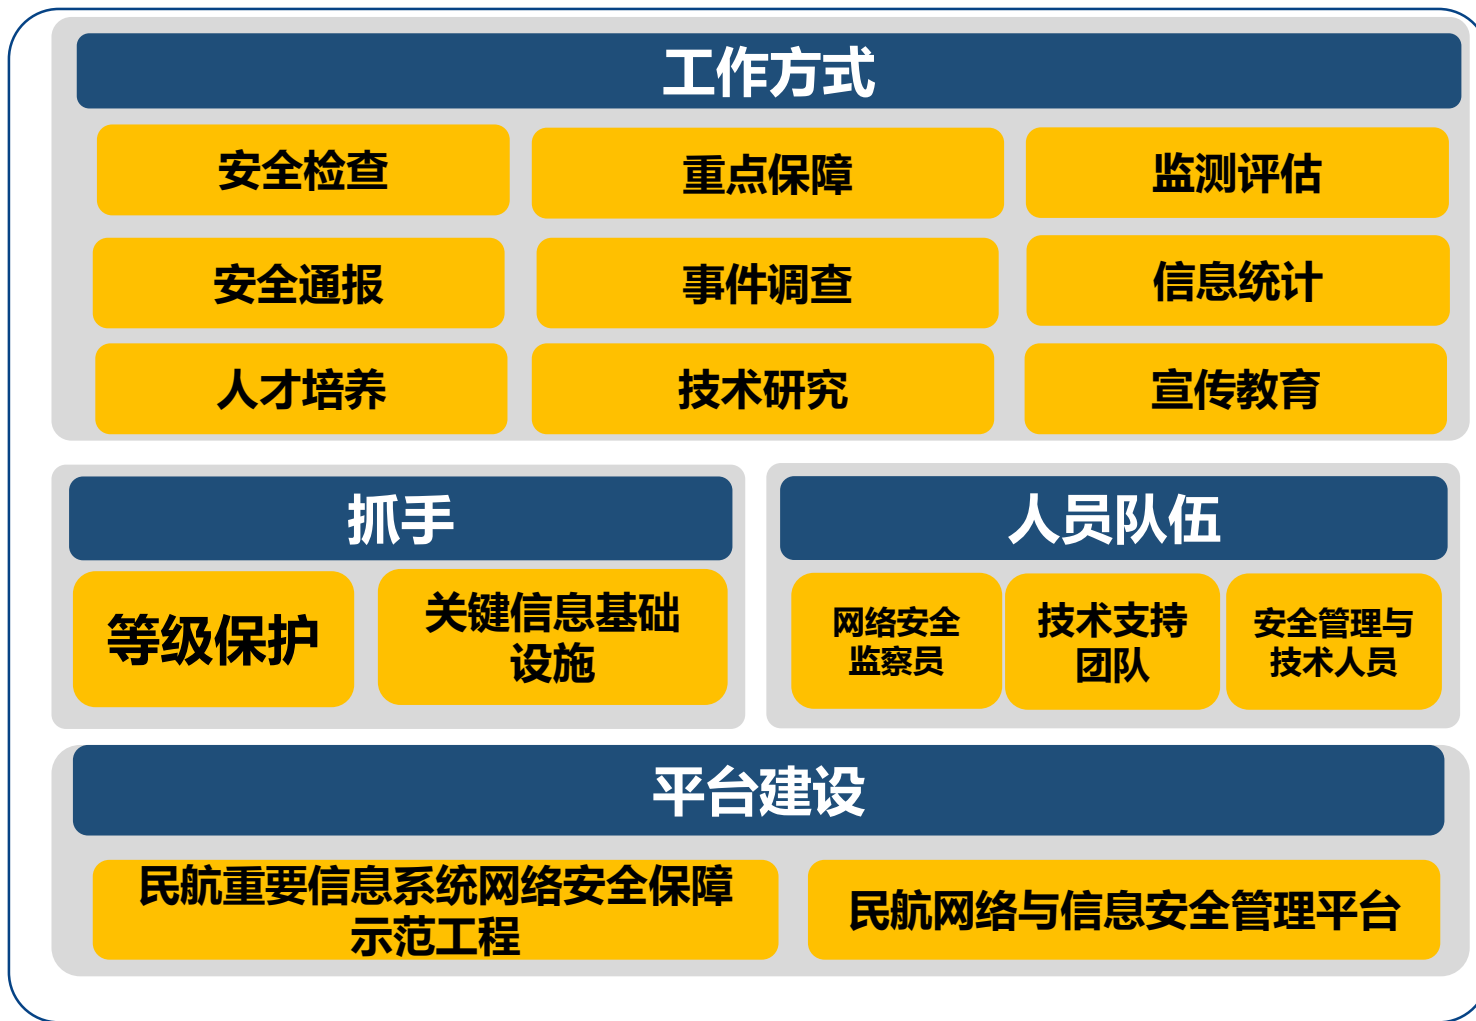 工作方式
安全检查
重点保障
监测评估
安全通报
事件调查
信息统计
人才培养
技术研究
宣传教育
抓手
等级保护
关键信息基础
设施
人员队伍
网络安全
监察员
技术支持
团队
安全管理与
技术人员
平台建设
民航重要信息系统网络安全保障
示范工程
民航网络与信息安全管理平台